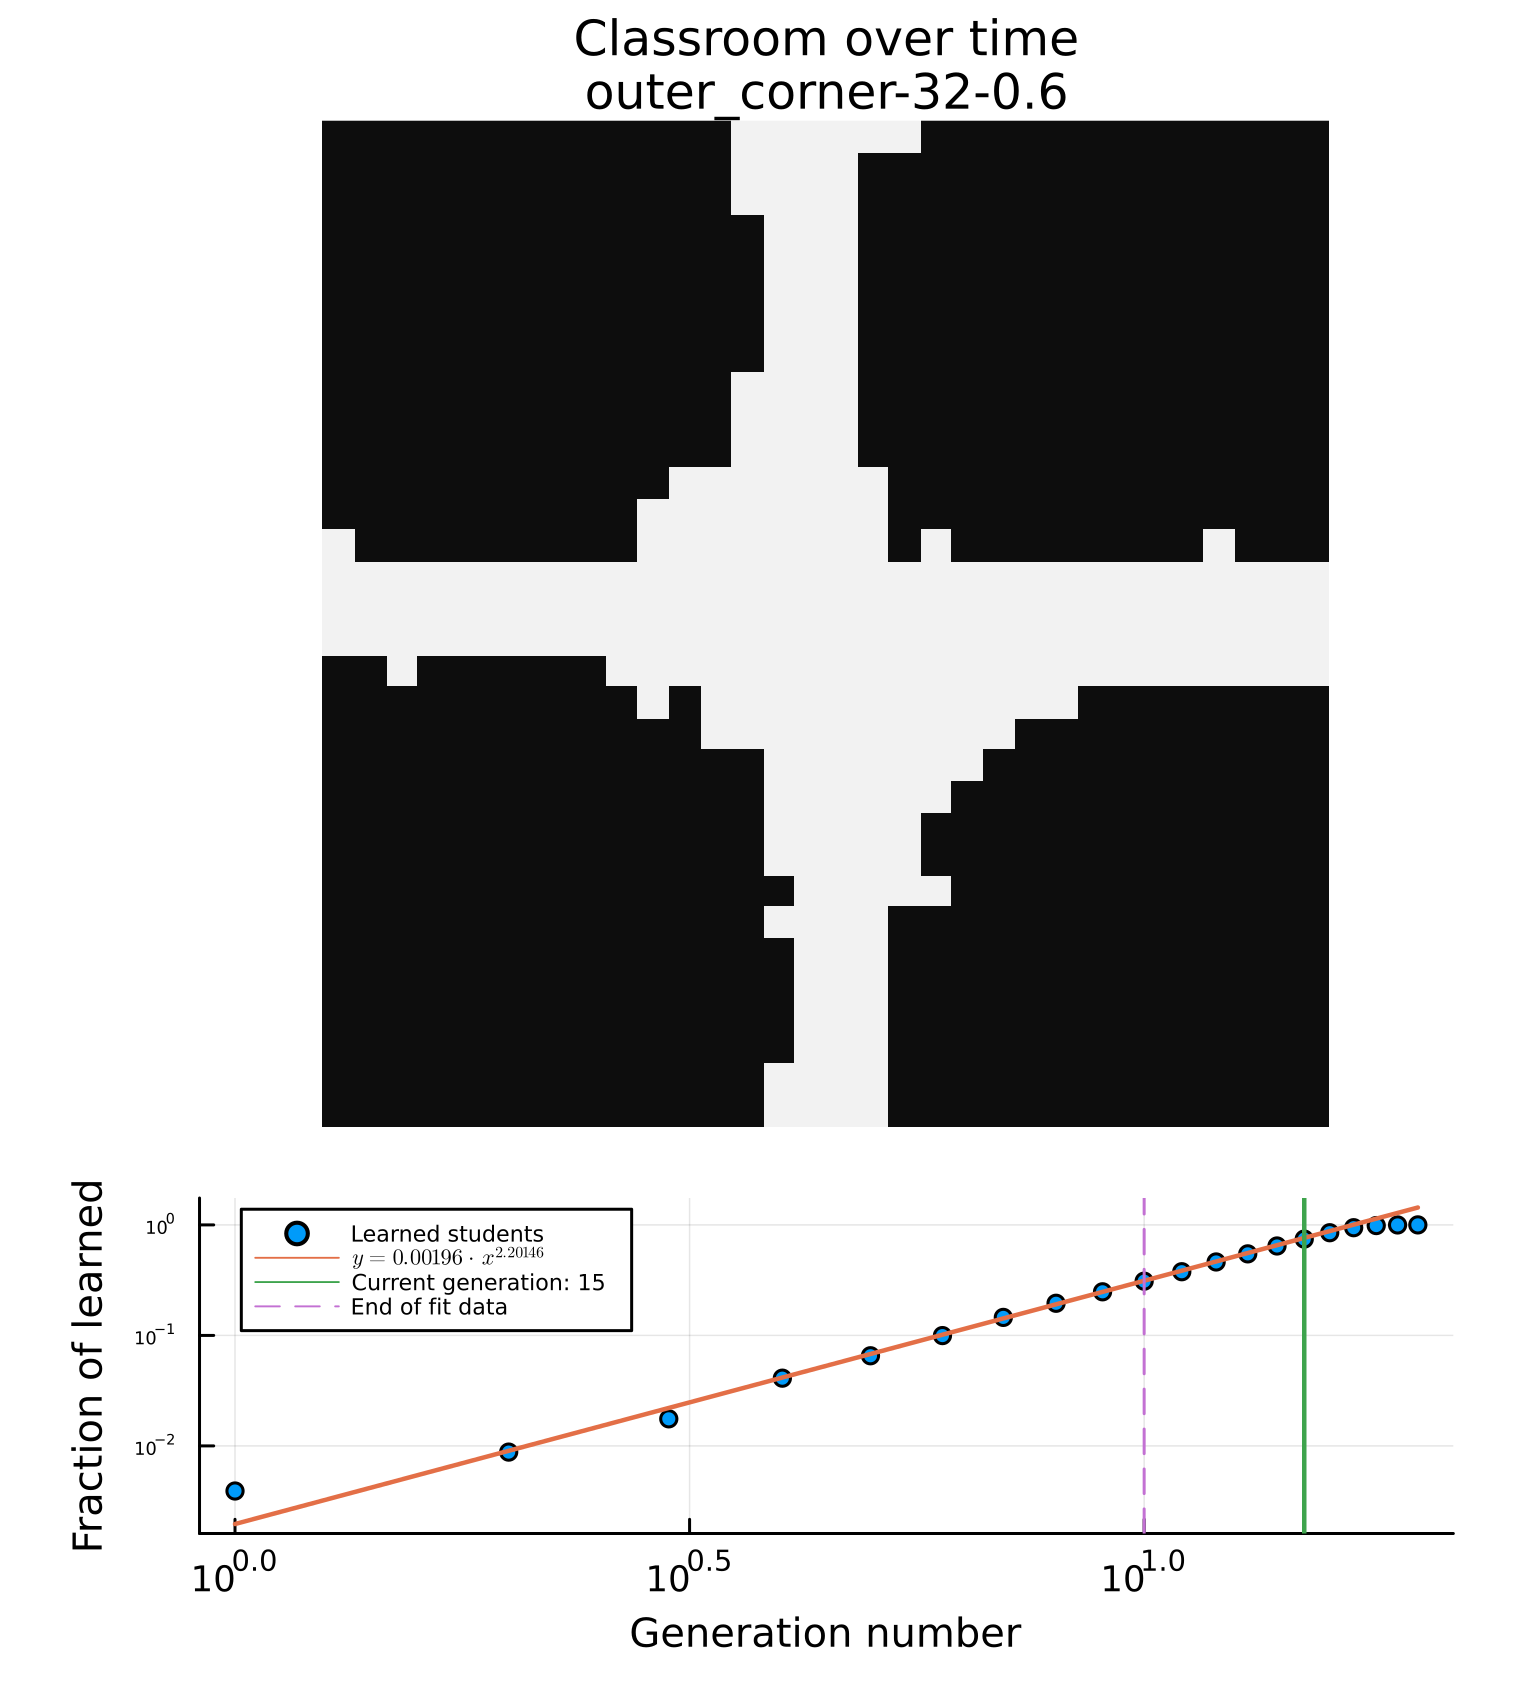 Classroom over time
outer_corner-32-0.6
Fraction of learned
10^0
10^−1
10^−2
Learned students
y = 0.00196 · x^2.20146
Current generation: 15
End of fit data
10^0.0
10^0.5
10^1.0
Generation number